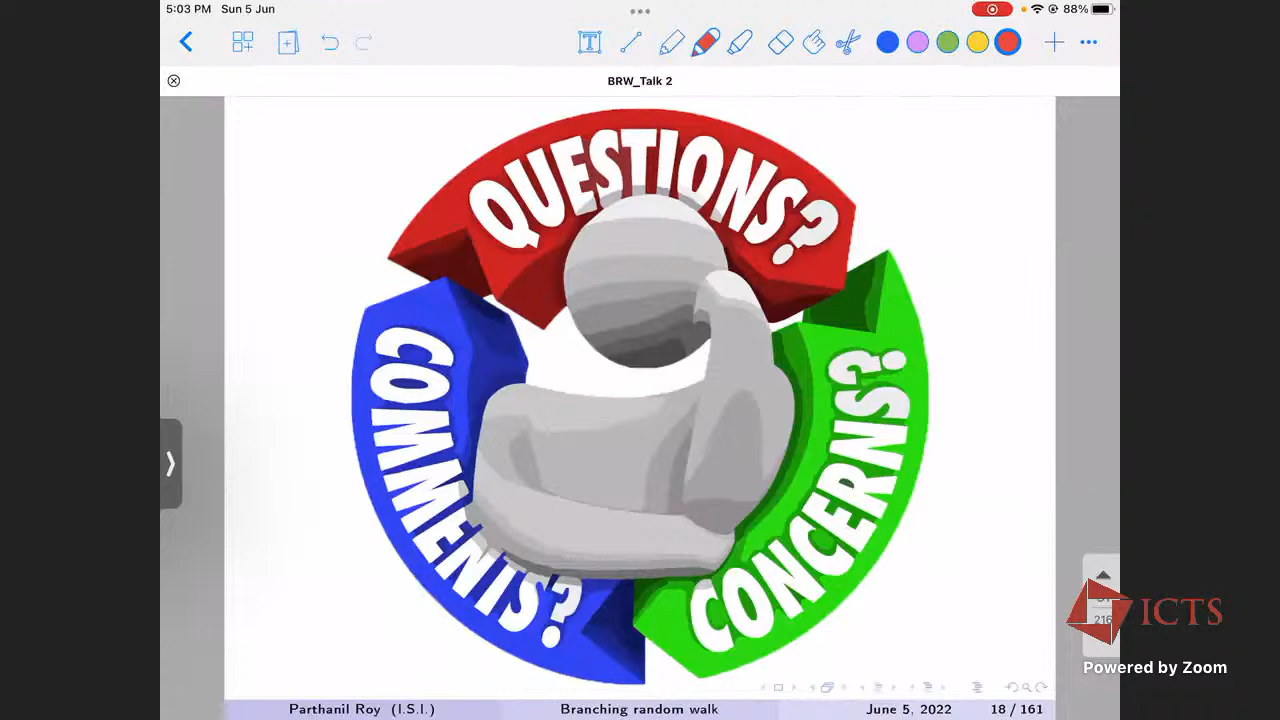 5:03 PM Sun 5 Jun
88%
BRW_Talk 2
QUESTIONS?
COMMENTS?
CONCERNS?
216
ICTS
Powered by Zoom
Parthanil Roy (I.S.I.) Branching random walk June 5, 2022 18 / 161